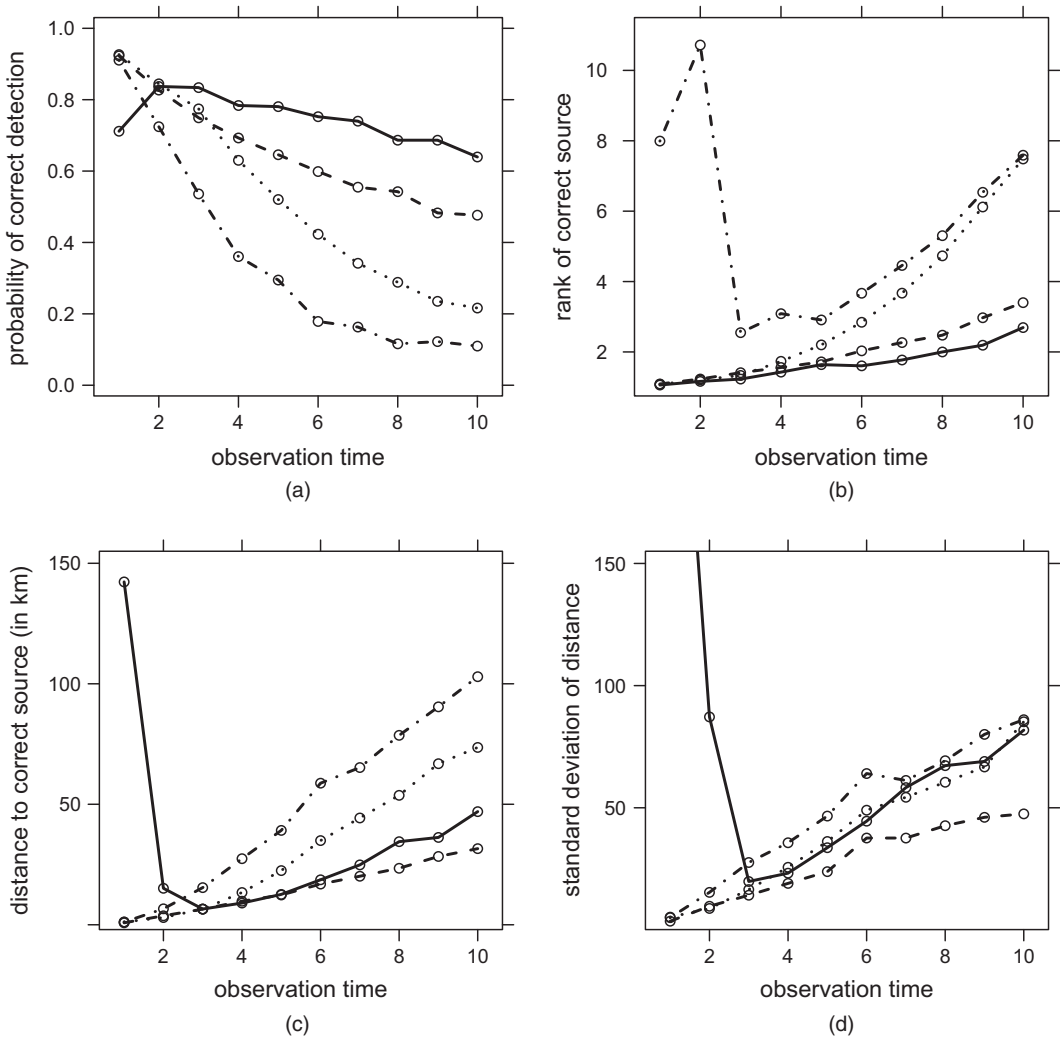 probability of correct detection
1.0
0.8
0.6
0.4
0.2
0.0
2 4 6 8 10
observation time
(a)
rank of correct source
10
8
6
4
2
2 4 6 8 10
observation time
(b)
distance to correct source (in km)
150
100
50
2 4 6 8 10
observation time
(c)
standard deviation of distance
150
100
50
2 4 6 8 10
observation time
(d)